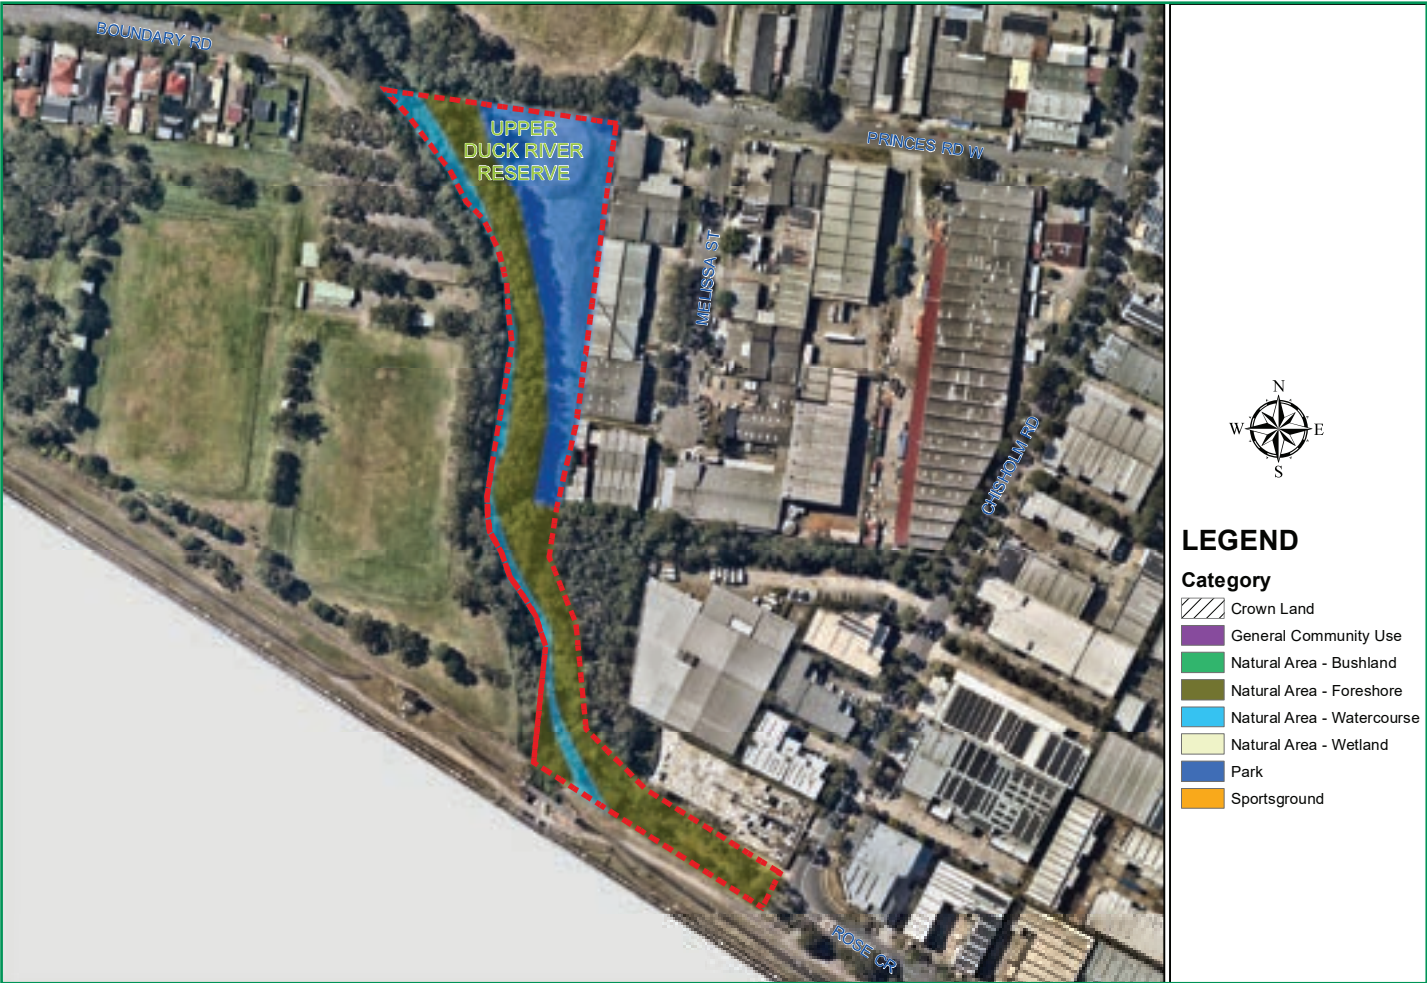 BOUNDARY RD
UPPER
DUCK RIVER
RESERVE
PRINCES RD W
MELISSA ST
CHISHOLM RD
ROSE CR
N
W E
S
LEGEND
Category
Crown Land
General Community Use
Natural Area - Bushland
Natural Area - Foreshore
Natural Area - Watercourse
Natural Area - Wetland
Park
Sportsground